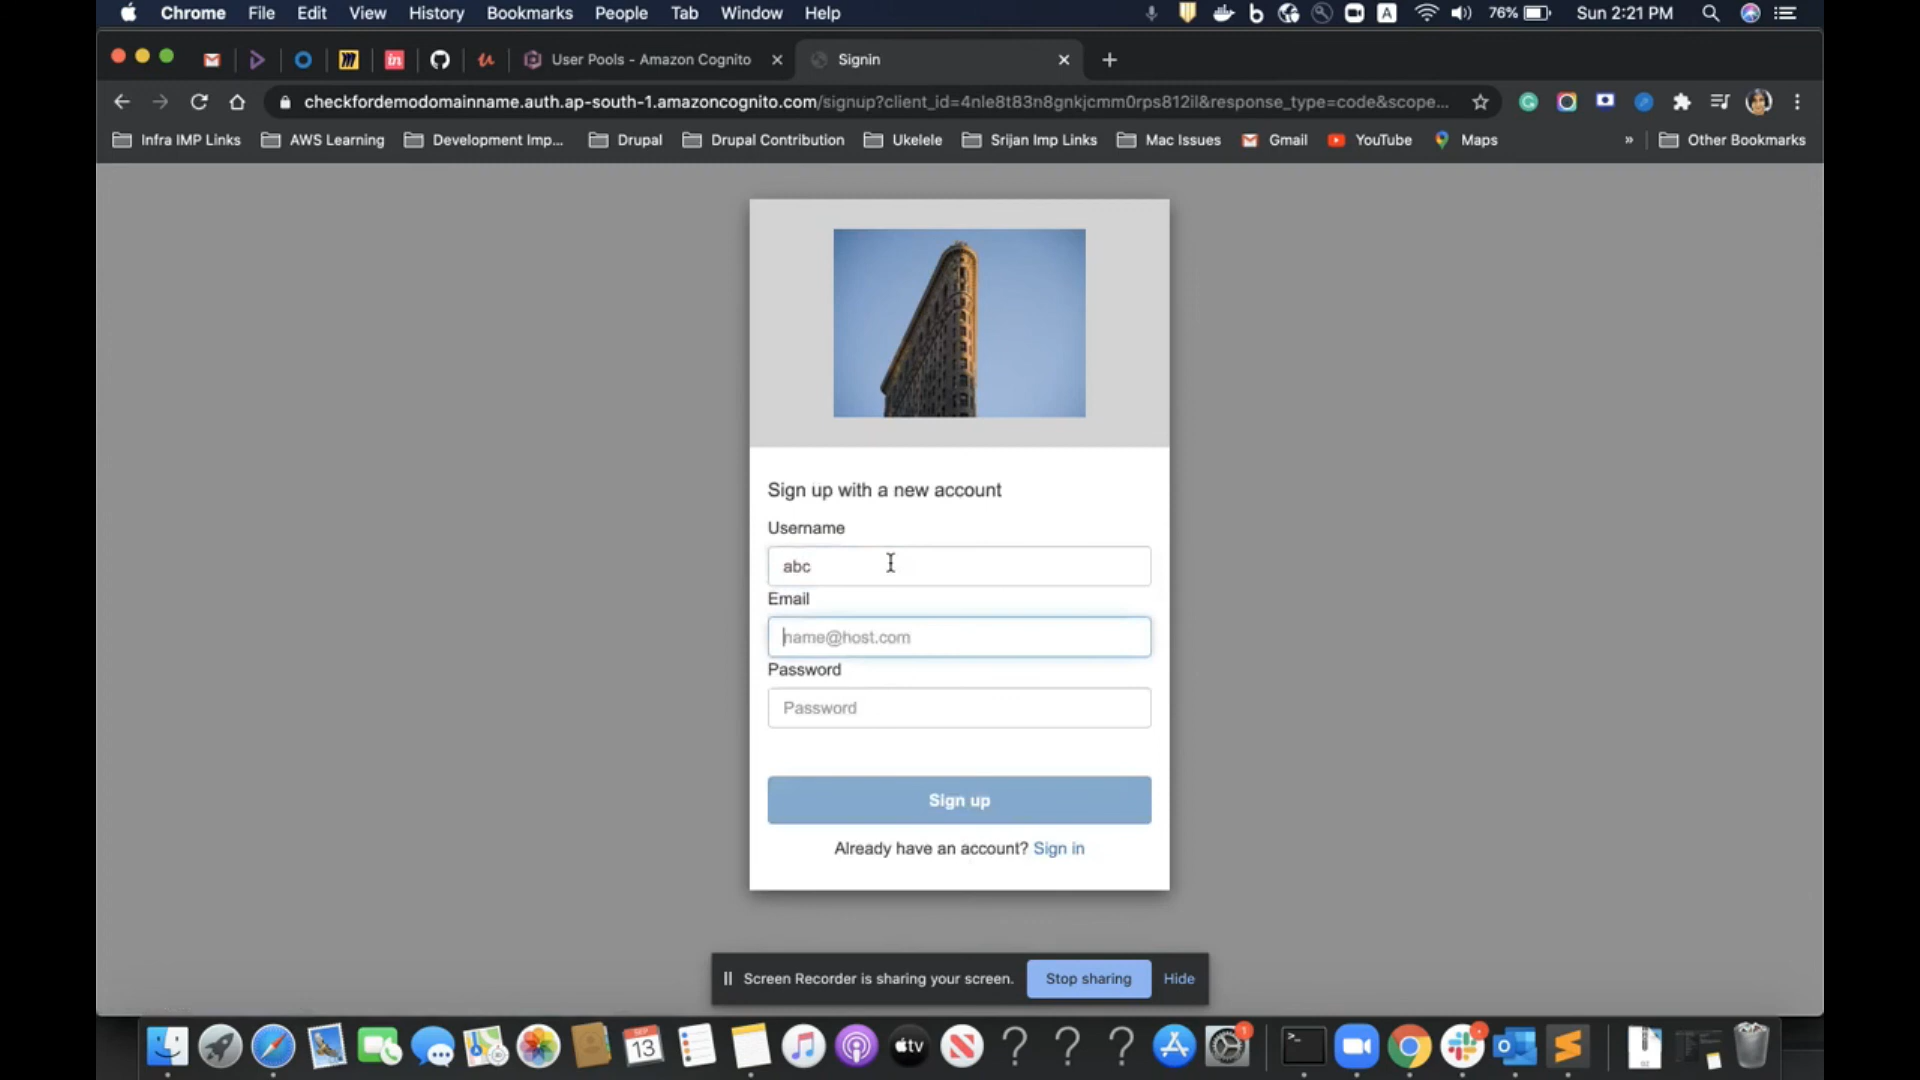 Chrome File Edit View History Bookmarks People Tab Window Help A 76% Sun 2:21 PM
User Pools - Amazon Cognito Signin
checkfordemodomainname.auth.ap-south-1.amazoncognito.com/signup?client_id=4nle8t83n8gnkjcmm0rps812il&response_type=code&scope...
Infra IMP Links AWS Learning Development Imp... Drupal Drupal Contribution Ukelele Srijan Imp Links Mac Issues Gmail YouTube Maps » Other Bookmarks
Sign up with a new account
Username
abc
Email
name@host.com
Password
Password
Sign up
Already have an account? Sign in
Screen Recorder is sharing your screen. Stop sharing Hide
SEP
13
tv
1